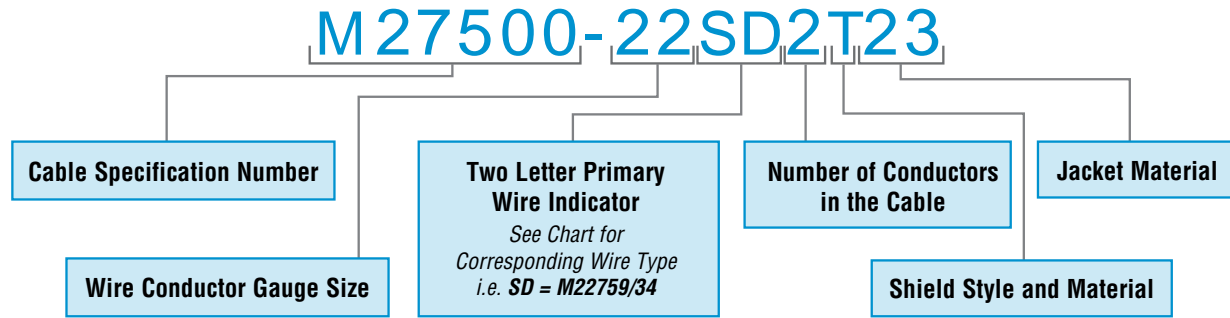 M27500-22SD2T23
Cable Specification Number
Two Letter Primary
Wire Indicator
See Chart for
Corresponding Wire Type
i.e. SD = M22759/34
Number of Conductors
in the Cable
Jacket Material
Wire Conductor Gauge Size
Shield Style and Material